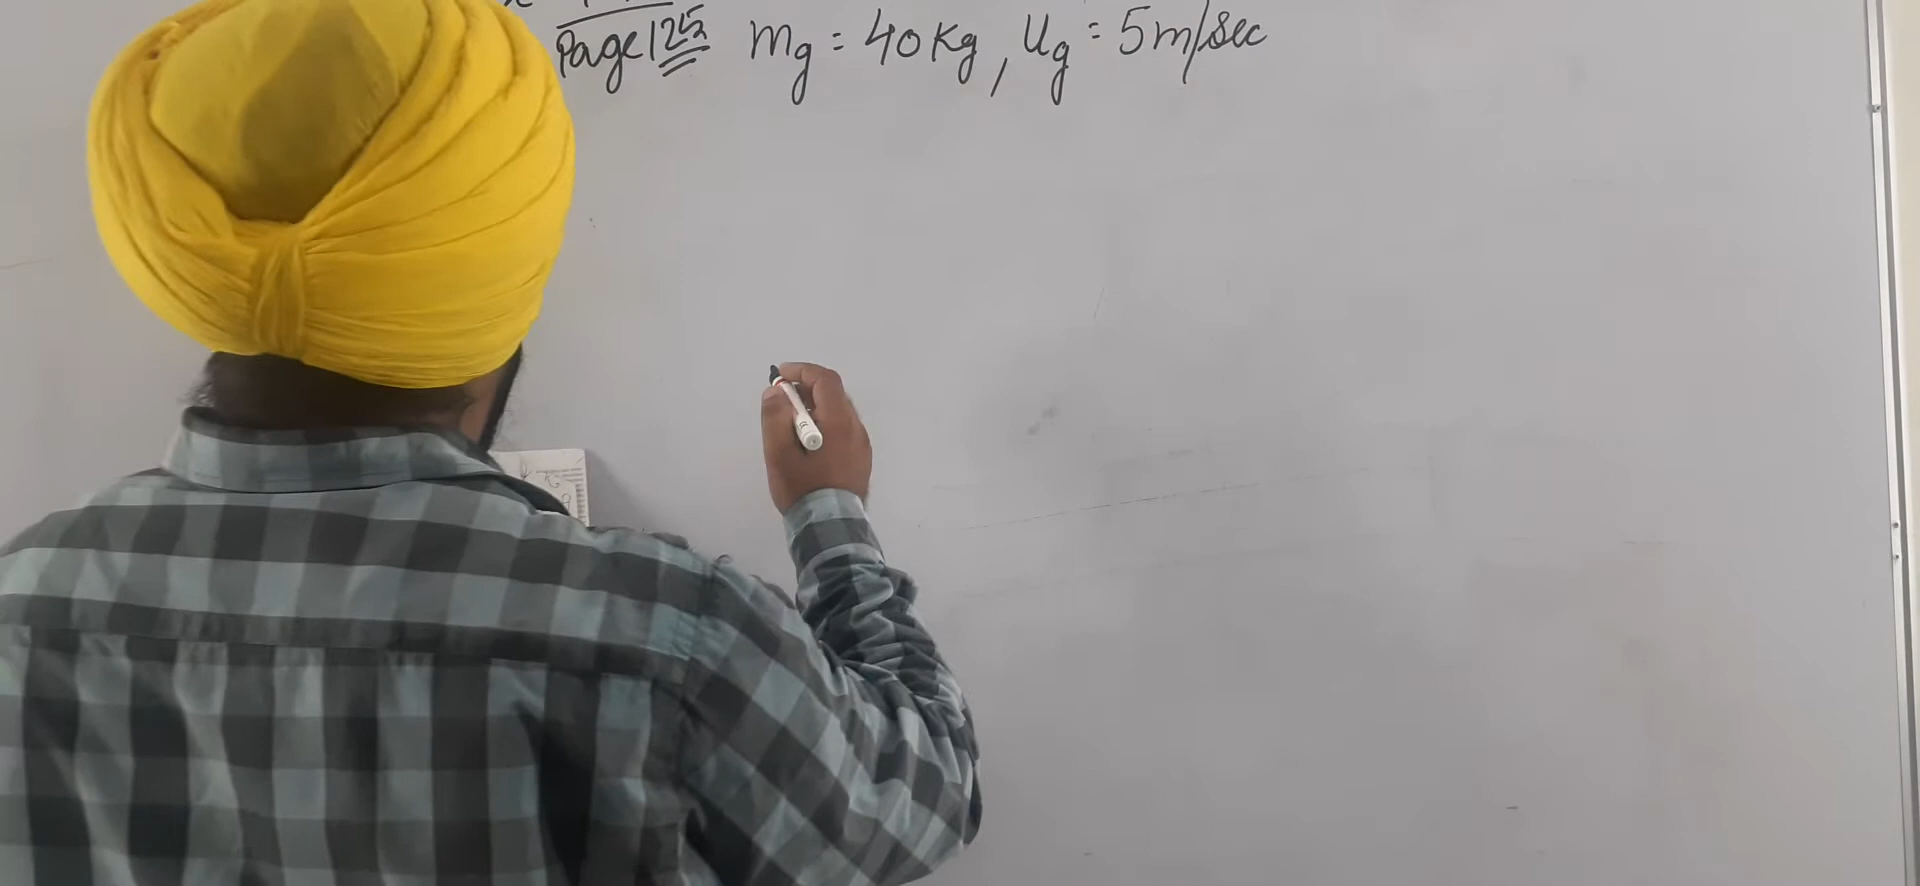 Page 125 mg = 40 Kg, Ug = 5m/sec